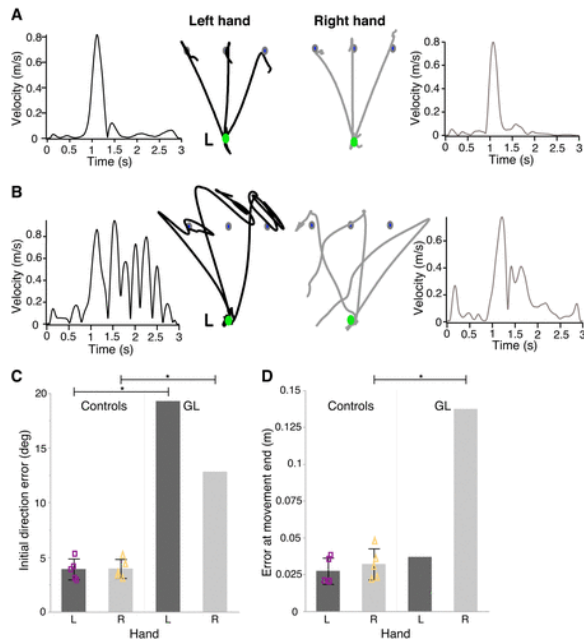 A
Left hand
Right hand
Velocity (m/s)
0.8
0.6
0.4
0.2
0
0 0.5 1 1.5 2 2.5 3
Time (s)
L
Velocity (m/s)
0.8
0.6
0.4
0.2
0
0 0.5 1 1.5 2 2.5 3
Time (s)
B
Velocity (m/s)
0.8
0.6
0.4
0.2
0
0 0.5 1 1.5 2 2.5 3
Time (s)
L
Velocity (m/s)
0.8
0.6
0.4
0.2
0
0 0.5 1 1.5 2 2.5 3
Time (s)
C
*
*
Controls GL
Initial direction error (deg)
20
15
10
5
0
L R L R
Hand
D
*
Controls GL
Error at movement end (m)
0.15
0.125
0.1
0.075
0.05
0.025
0
L R L R
Hand